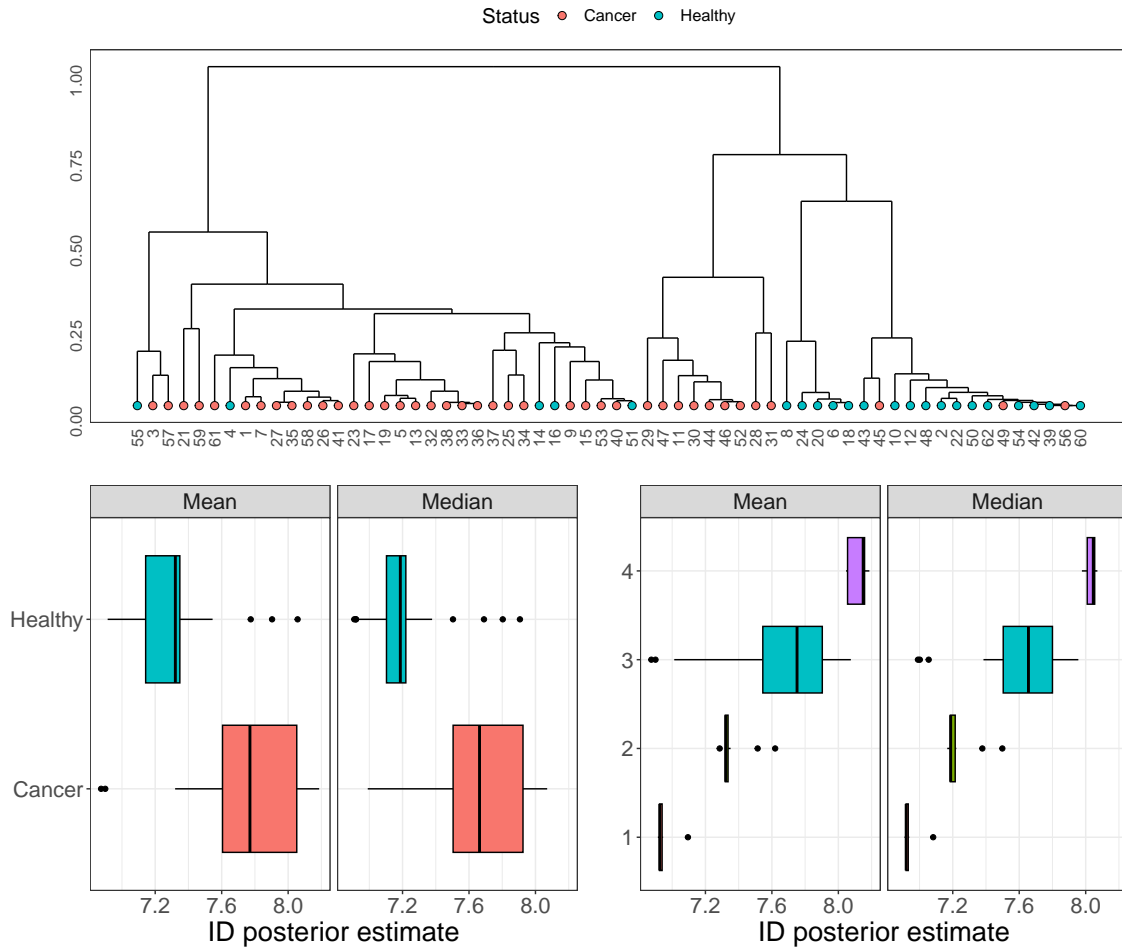 Status Cancer Healthy
1.00
0.75
0.50
0.25
0.00
55 3 57 21 59 61 4 1 7 27 35 58 26 41 23 17 19 5 13 32 38 33 36 37 25 34 14 16 9 15 53 40 51 29 47 11 30 44 46 52 28 31 8 24 20 6 18 43 45 10 12 48 2 22 50 62 49 54 42 39 56 60
Mean Median
Healthy
Cancer
7.2 7.6 8.0 7.2 7.6 8.0
ID posterior estimate
Mean Median
4
3
2
1
7.2 7.6 8.0 7.2 7.6 8.0
ID posterior estimate